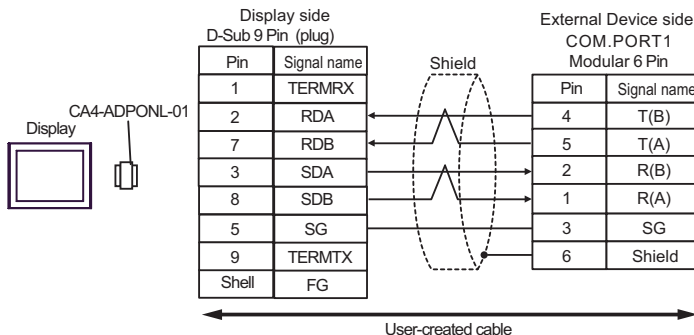 Display side
D-Sub 9 Pin (plug)
Pin Signal name
1 TERMRX
2 RDA
7 RDB
3 SDA
8 SDB
5 SG
9 TERMTX
Shell FG
CA4-ADPONL-01
Display
Shield
External Device side
COM.PORT1
Modular 6 Pin
Pin Signal name
4 T(B)
5 T(A)
2 R(B)
1 R(A)
3 SG
6 Shield
User-created cable